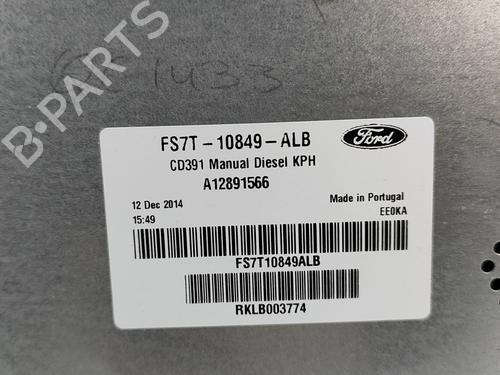 1433
B-PARTS
FS7T-10849-ALB
Ford
CD391 Manual Diesel KPH
A12891566
12 Dec 2014
15:49
Made in Portugal
EE0KA
FS7T10849ALB
RKLB003774